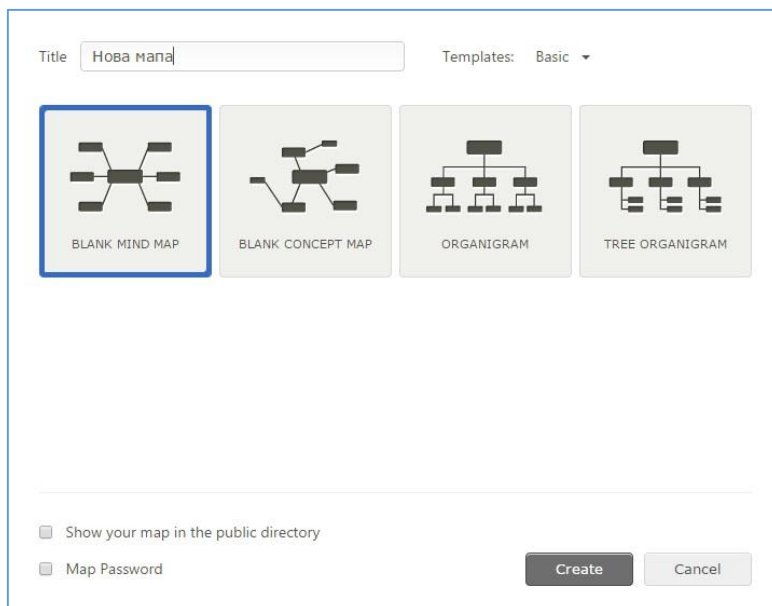 Title Нова мапа Templates: Basic
BLANK MIND MAP BLANK CONCEPT MAP ORGANIGRAM TREE ORGANIGRAM
Show your map in the public directory
Map Password Create Cancel